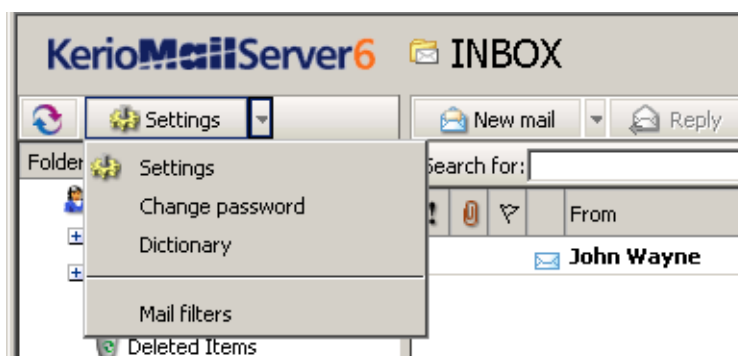 KerioMailServer6 INBOX
Settings New mail Reply
Folder Search for:
Settings
Change password
! From
Dictionary
John Wayne
Mail filters
Deleted Items